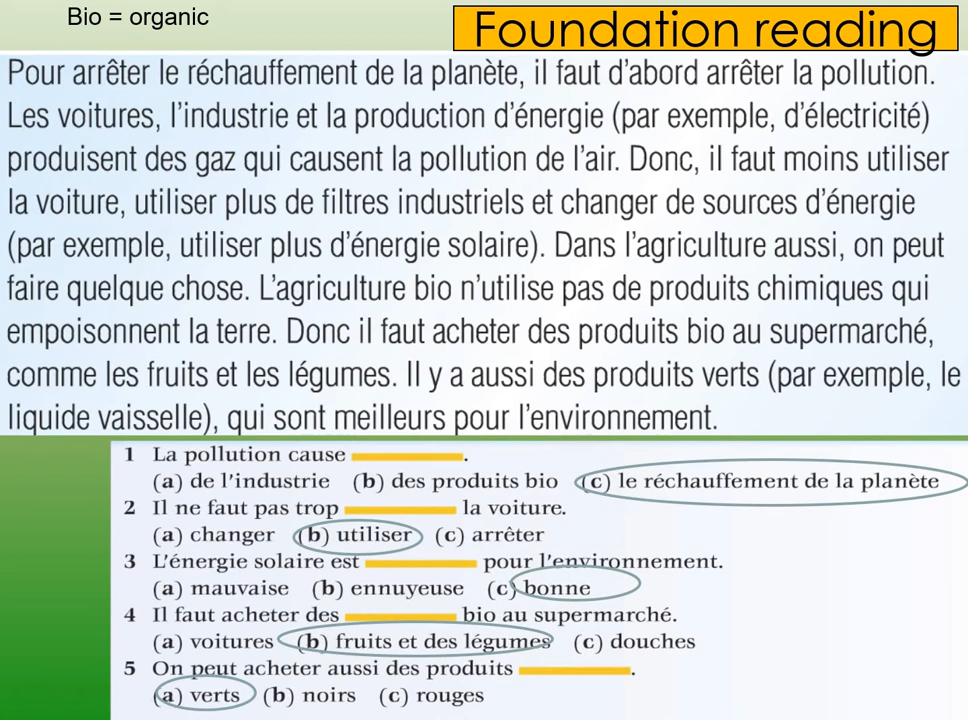 Bio = organic
Foundation reading
Pour arrêter le réchauffement de la planète, il faut d'abord arrêter la pollution.
Les voitures, l'industrie et la production d'énergie (par exemple, d'électricité)
produisent des gaz qui causent la pollution de l'air. Donc, il faut moins utiliser
la voiture, utiliser plus de filtres industriels et changer de sources d'énergie
(par exemple, utiliser plus d'énergie solaire). Dans l'agriculture aussi, on peut
faire quelque chose. L'agriculture bio n'utilise pas de produits chimiques qui
empoisonnent la terre. Donc il faut acheter des produits bio au supermarché,
comme les fruits et les légumes. Il y a aussi des produits verts (par exemple, le
liquide vaisselle), qui sont meilleurs pour l'environnement.
1 La pollution cause .
(a) de l'industrie (b) des produits bio (c) le réchauffement de la planète
2 Il ne faut pas trop la voiture.
(a) changer (b) utiliser (c) arrêter
3 L'énergie solaire est pour l'environnement.
(a) mauvaise (b) ennuyeuse (c) bonne
4 Il faut acheter des bio au supermarché.
(a) voitures (b) fruits et des légumes (c) douches
5 On peut acheter aussi des produits .
(a) verts (b) noirs (c) rouges